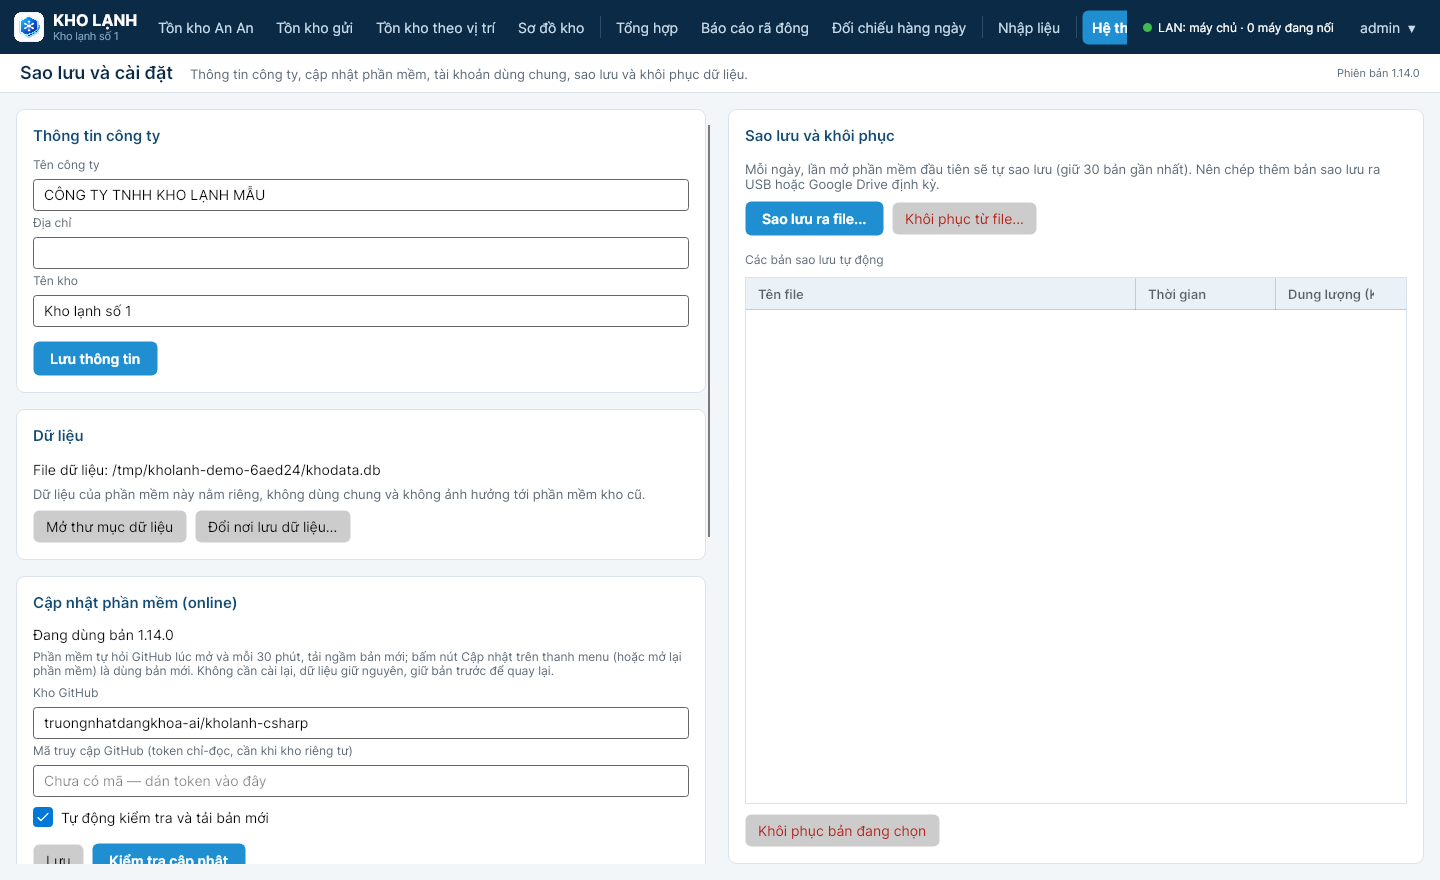 KHO LẠNH
Kho lạnh số 1
Tồn kho An An
Tồn kho gửi
Tồn kho theo vị trí
Sơ đồ kho
Tổng hợp
Báo cáo rã đông
Đối chiếu hàng ngày
Nhập liệu
Hệ th
LAN: máy chủ · 0 máy đang nối
admin ▾
Sao lưu và cài đặt
Thông tin công ty, cập nhật phần mềm, tài khoản dùng chung, sao lưu và khôi phục dữ liệu.
Phiên bản 1.14.0
Thông tin công ty
Tên công ty
CÔNG TY TNHH KHO LẠNH MẪU
Địa chỉ
Tên kho
Kho lạnh số 1
Lưu thông tin
Dữ liệu
File dữ liệu: /tmp/kholanh-demo-6aed24/khodata.db
Dữ liệu của phần mềm này nằm riêng, không dùng chung và không ảnh hưởng tới phần mềm kho cũ.
Mở thư mục dữ liệu
Đổi nơi lưu dữ liệu...
Cập nhật phần mềm (online)
Đang dùng bản 1.14.0
Phần mềm tự hỏi GitHub lúc mở và mỗi 30 phút, tải ngầm bản mới; bấm nút Cập nhật trên thanh menu (hoặc mở lại
phần mềm) là dùng bản mới. Không cần cài lại, dữ liệu giữ nguyên, giữ bản trước để quay lại.
Kho GitHub
truongnhatdangkhoa-ai/kholanh-csharp
Mã truy cập GitHub (token chỉ-đọc, cần khi kho riêng tư)
Chưa có mã — dán token vào đây
Tự động kiểm tra và tải bản mới
Lưu
Kiểm tra cập nhật
Sao lưu và khôi phục
Mỗi ngày, lần mở phần mềm đầu tiên sẽ tự sao lưu (giữ 30 bản gần nhất). Nên chép thêm bản sao lưu ra
USB hoặc Google Drive định kỳ.
Sao lưu ra file...
Khôi phục từ file...
Các bản sao lưu tự động
Tên file
Thời gian
Dung lượng (K
Khôi phục bản đang chọn